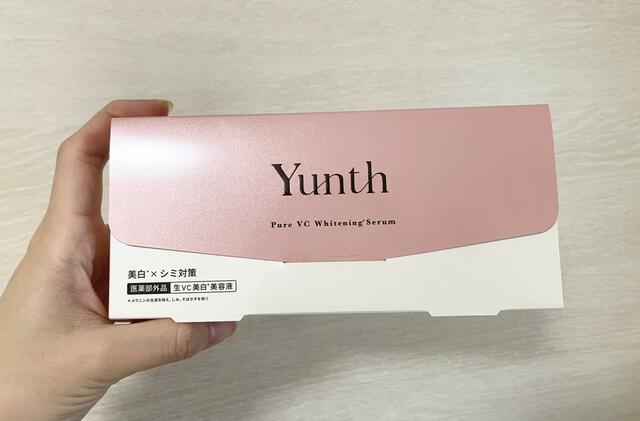 Yunth
Pure VC Whitening*Serum
美白*×シミ対策
医薬部外品 生VC美白*美容液
*メラニンの生成を抑え、しみ、そばかすを防ぐ